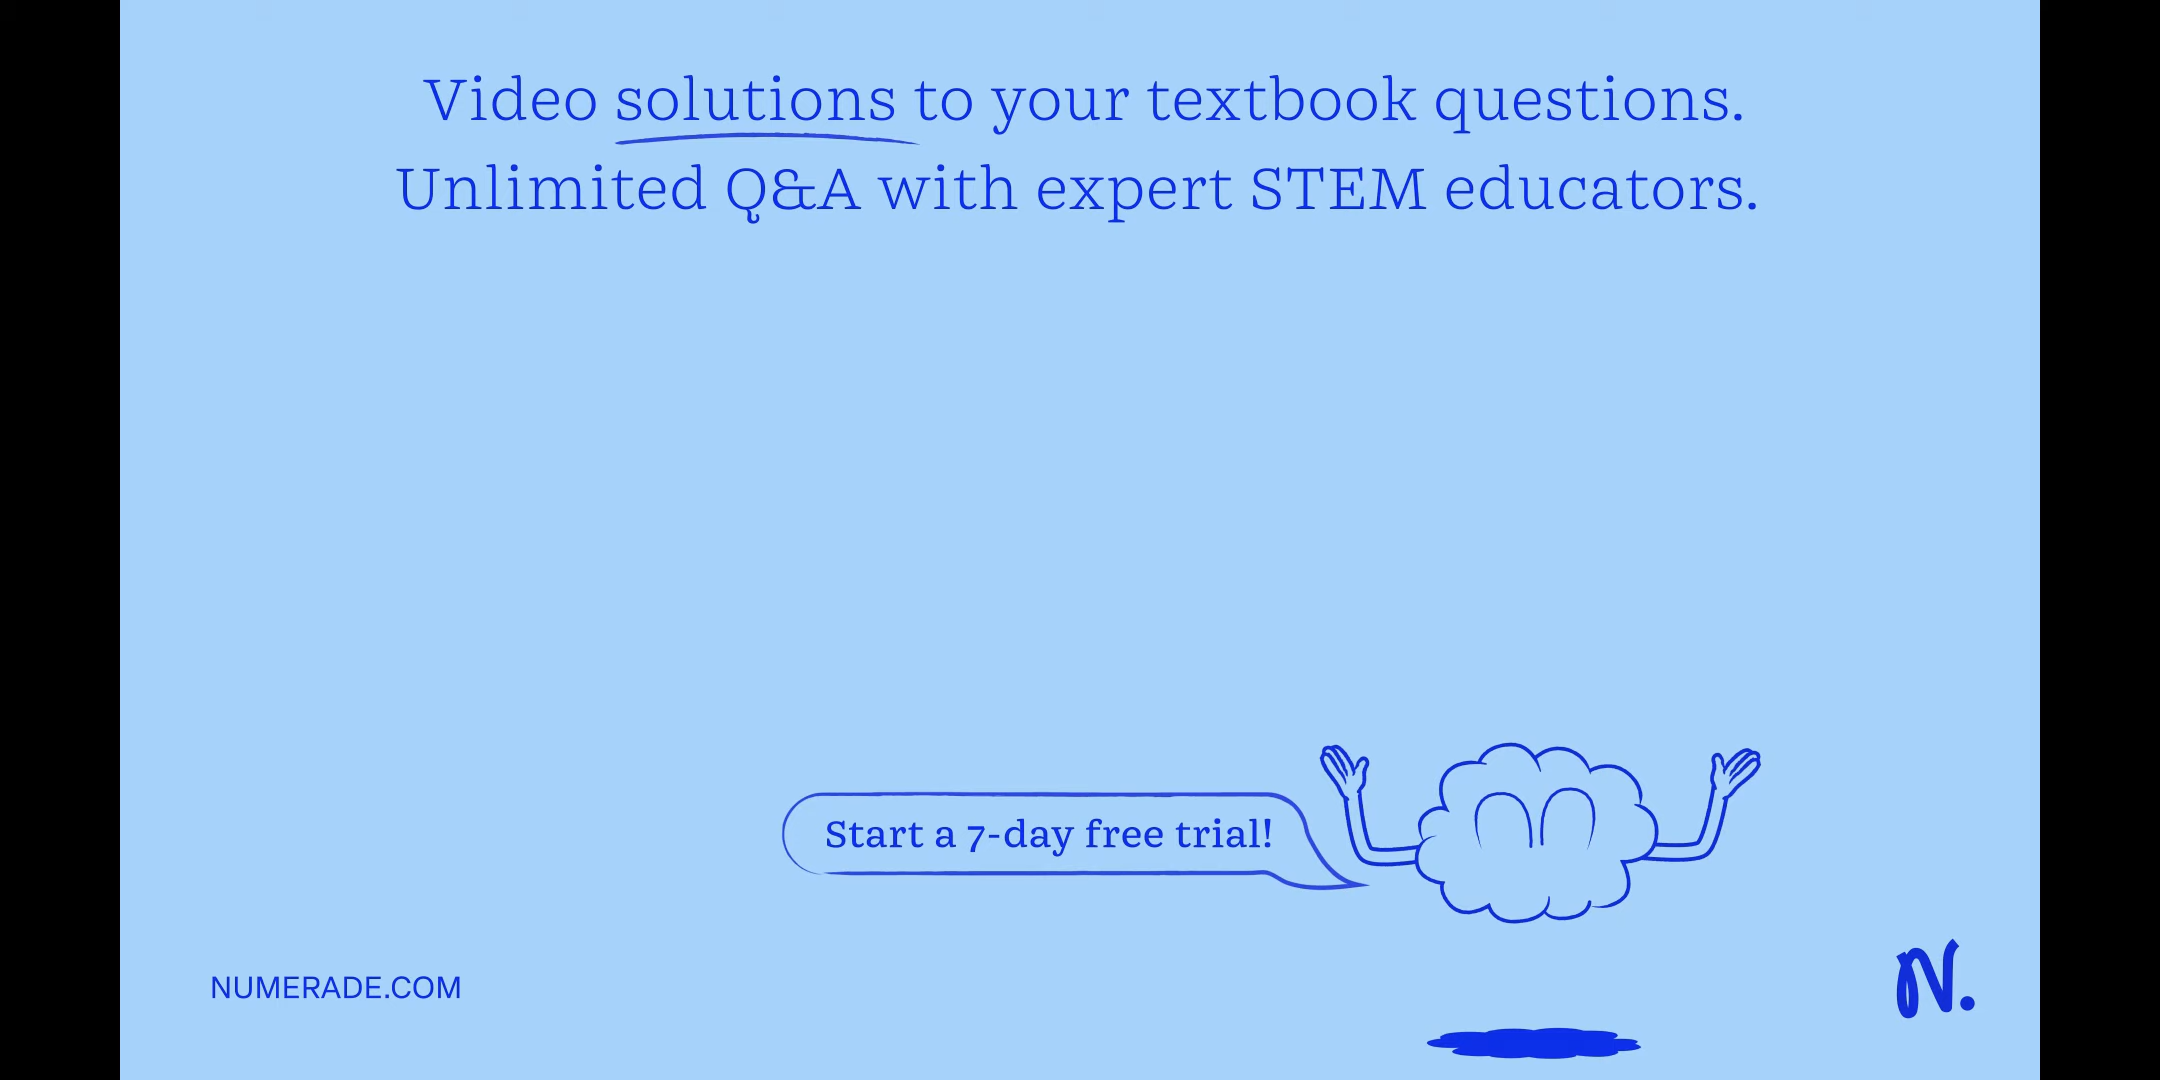 Video solutions to your textbook questions.
Unlimited Q&A with expert STEM educators.
Start a 7-day free trial!
NUMERADE.COM
N.